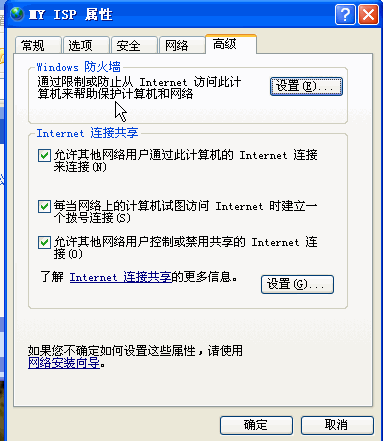 MY ISP 属性
常规 选项 安全 网络 高级
Windows 防火墙
通过限制或防止从 Internet 访问此计
算机来帮助保护计算机和网络
设置(E)...
Internet 连接共享
允许其他网络用户通过此计算机的 Internet 连接
来连接(N)
每当网络上的计算机试图访问 Internet 时建立一
个拨号连接(S)
允许其他网络用户控制或禁用共享的 Internet 连
接(O)
了解 Internet 连接共享的更多信息。
设置(G)...
如果您不确定如何设置这些属性，请使用
网络安装向导。
确定 取消